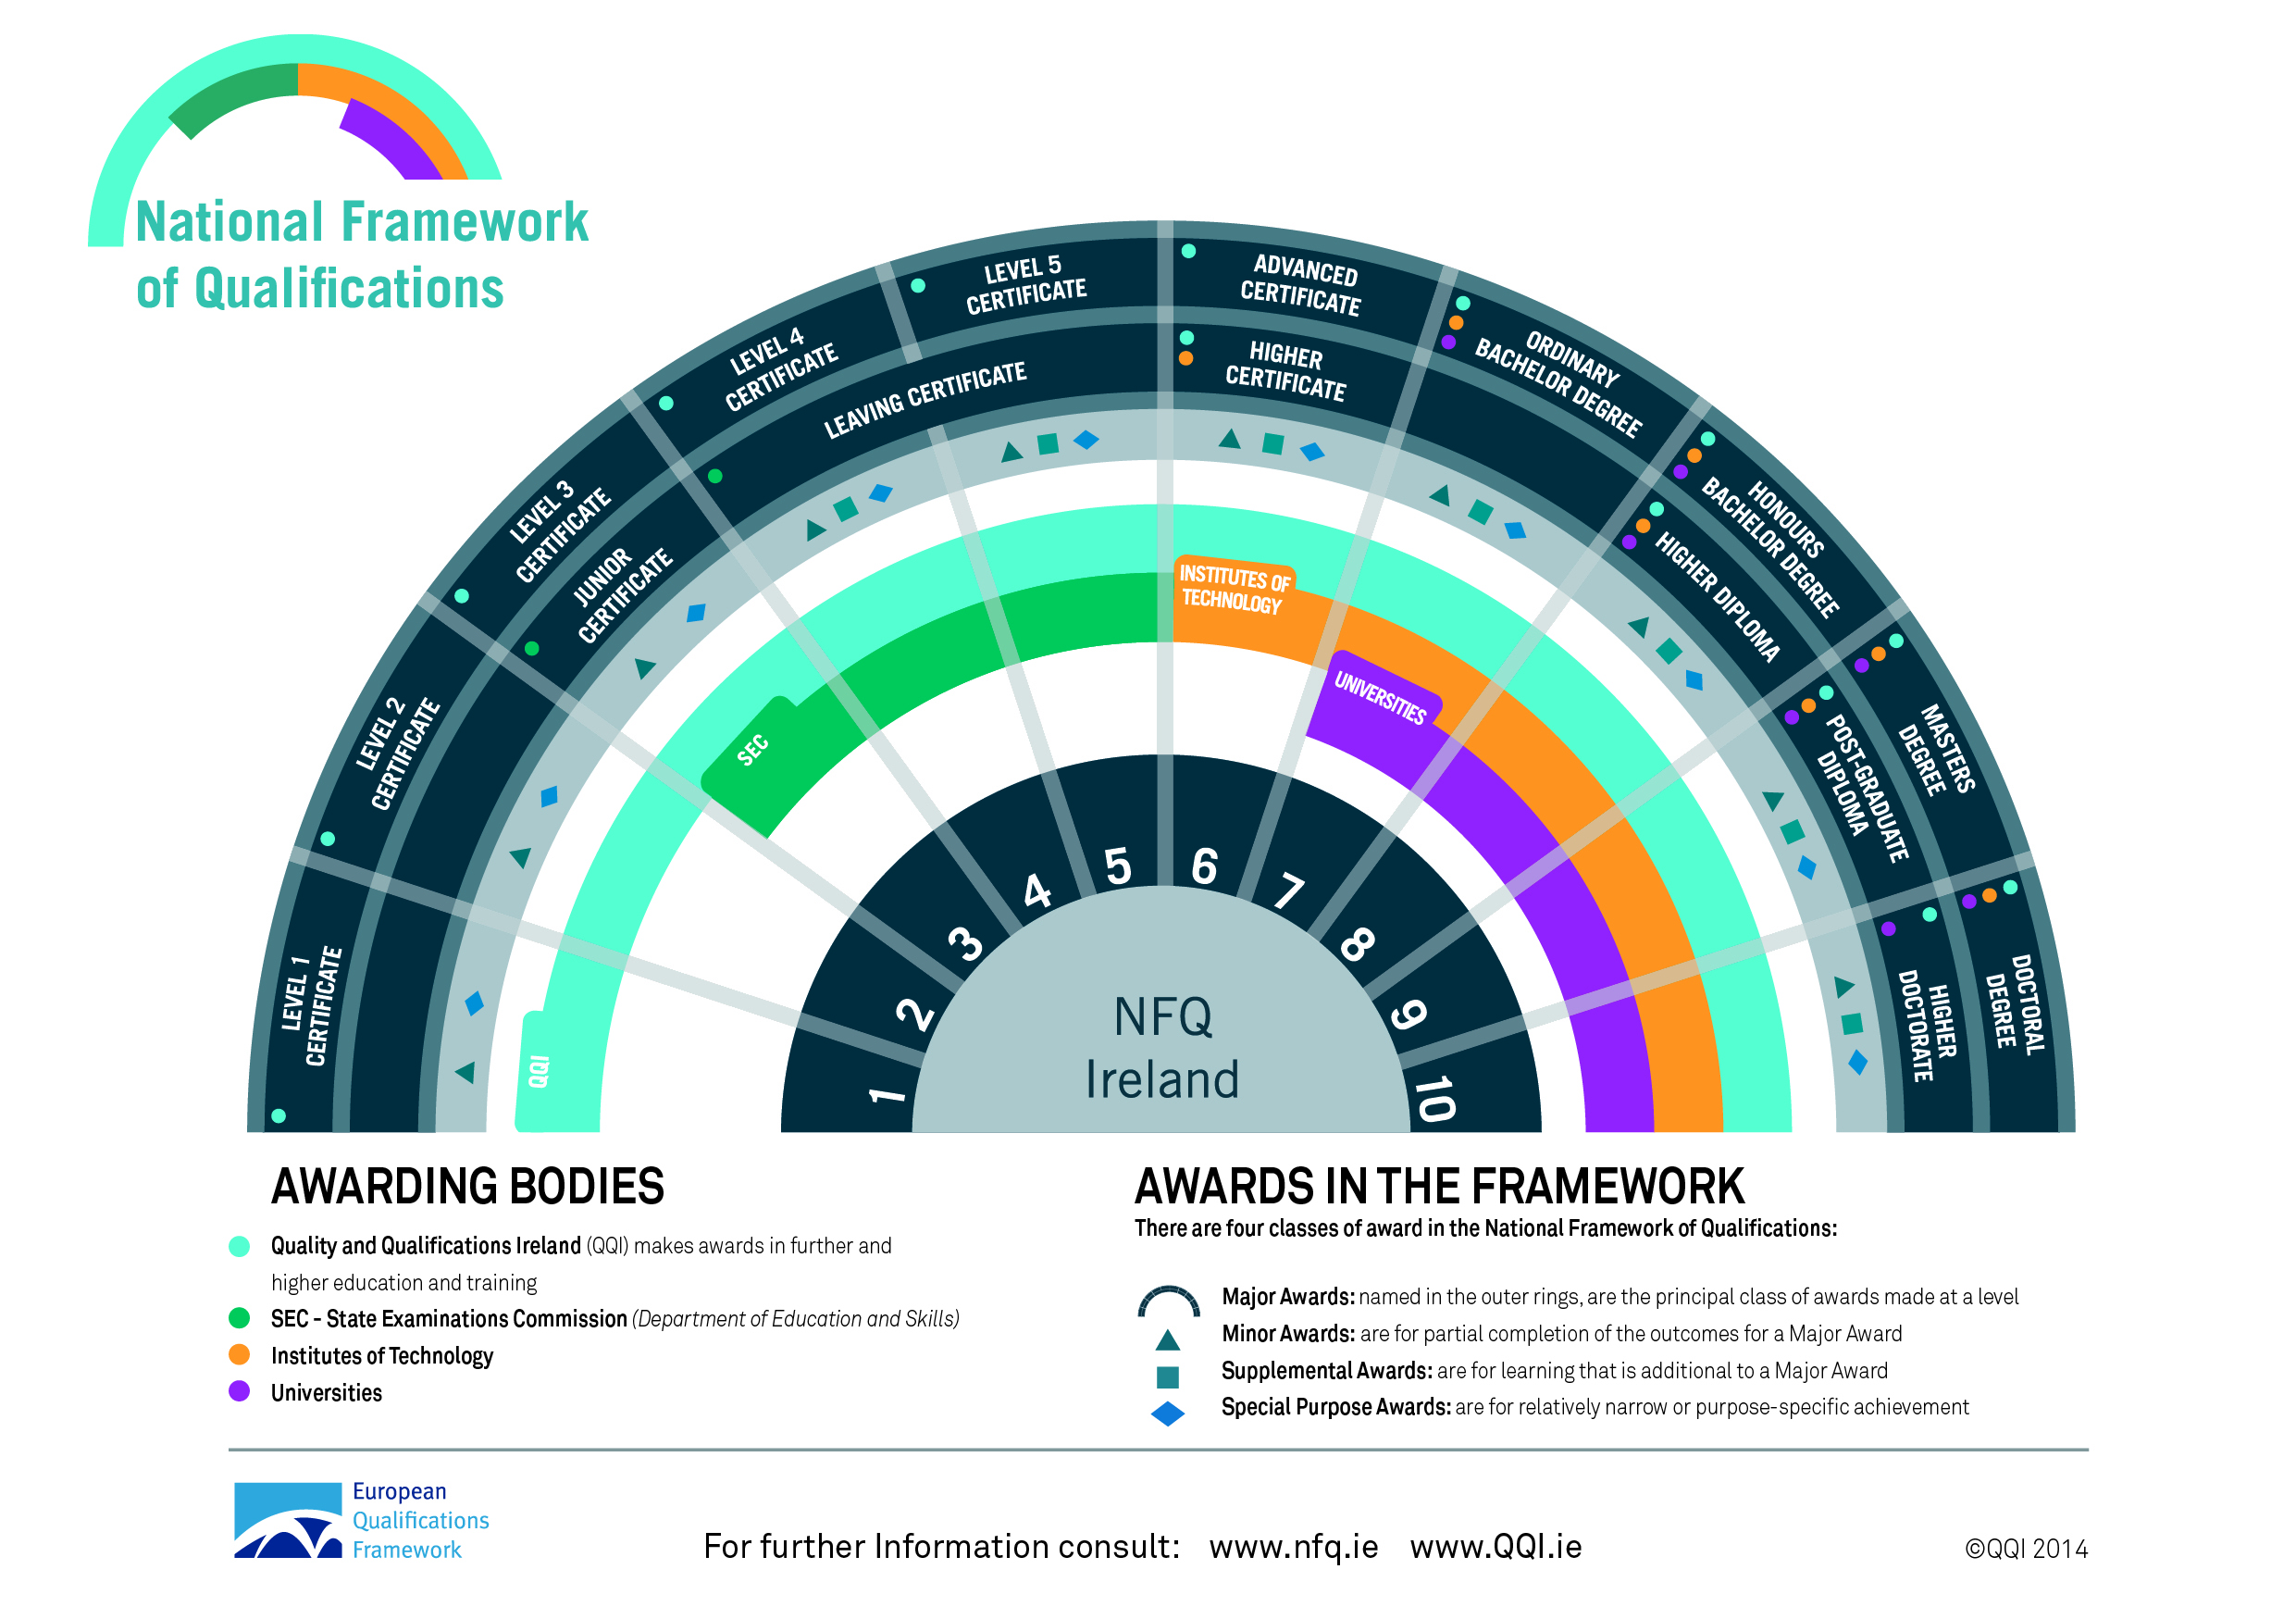 National Framework
of Qualifications
LEVEL 1
CERTIFICATE
LEVEL 2
CERTIFICATE
LEVEL 3
CERTIFICATE
LEVEL 4
CERTIFICATE
LEVEL 5
CERTIFICATE
ADVANCED
CERTIFICATE
ORDINARY
BACHELOR DEGREE
HONOURS
BACHELOR DEGREE
MASTERS
DEGREE
DOCTORAL
DEGREE
JUNIOR
CERTIFICATE
LEAVING CERTIFICATE
HIGHER
CERTIFICATE
HIGHER DIPLOMA
POST-GRADUATE
DIPLOMA
HIGHER
DOCTORATE
QQI
SEC
INSTITUTES OF
TECHNOLOGY
UNIVERSITIES
1
2
3
4
5
6
7
8
9
10
NFQ
Ireland
AWARDING BODIES
Quality and Qualifications Ireland (QQI) makes awards in further and
higher education and training
SEC - State Examinations Commission (Department of Education and Skills)
Institutes of Technology
Universities
AWARDS IN THE FRAMEWORK
There are four classes of award in the National Framework of Qualifications:
Major Awards: named in the outer rings, are the principal class of awards made at a level
Minor Awards: are for partial completion of the outcomes for a Major Award
Supplemental Awards: are for learning that is additional to a Major Award
Special Purpose Awards: are for relatively narrow or purpose-specific achievement
European
Qualifications
Framework
For further Information consult: www.nfq.ie www.QQI.ie
©QQI 2014